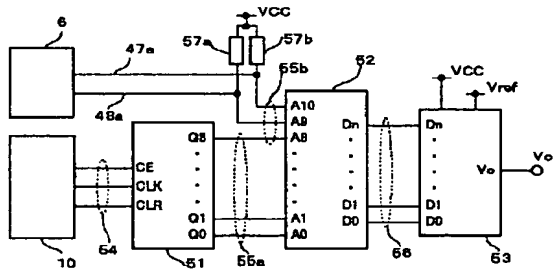 VCC
6
47a
57a
57b
52
55b
VCC
48a
Vref
A10
A9
Q8
A8
Dn
Dn
CE
Vo
Vo
CLK
CLR
Q1
A1
D1
D1
Q0
A0
D0
D0
10
54
51
55a
56
53